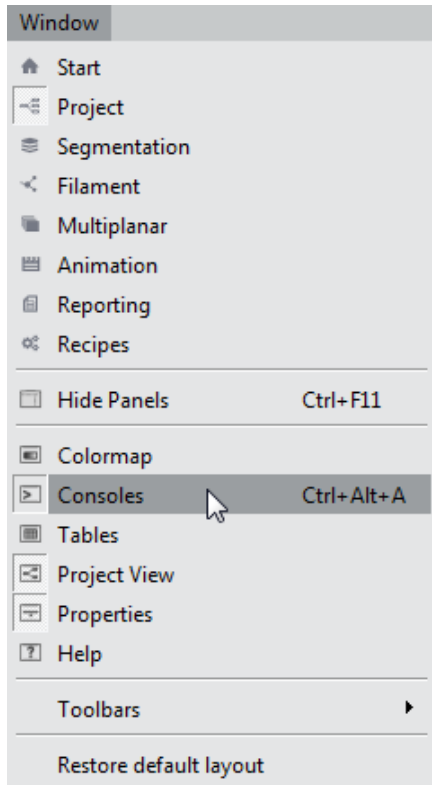 Window
Start
Project
Segmentation
Filament
Multiplanar
Animation
Reporting
Recipes
Hide Panels Ctrl+F11
Colormap
Consoles Ctrl+Alt+A
Tables
Project View
Properties
Help
Toolbars
Restore default layout